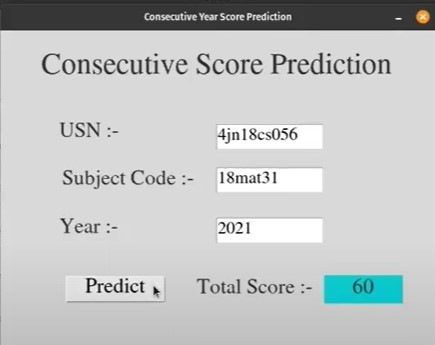 Consecutive Year Score Prediction
Consecutive Score Prediction
USN :- 4jn18cs056
Subject Code :- 18mat31
Year :- 2021
Predict Total Score :- 60